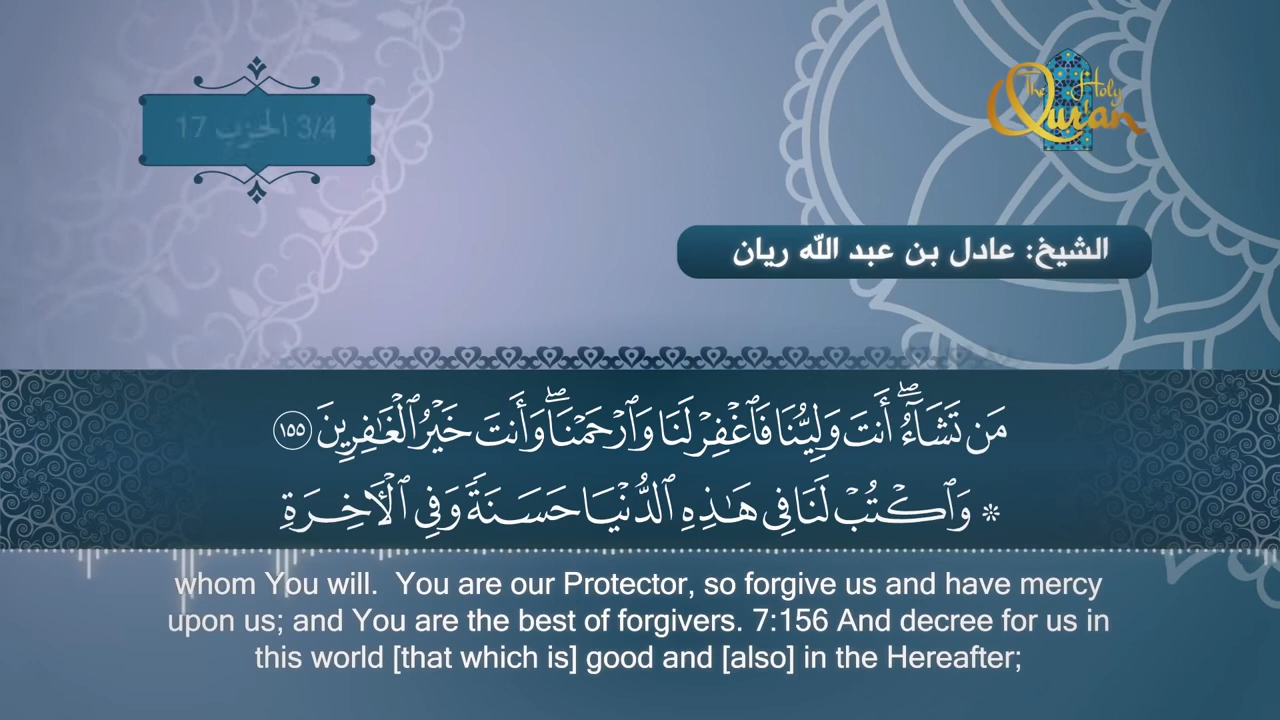 3/4 الحزب 17
The Holy
Qur'an
الشيخ: عادل بن عبد الله ريان
مَن تَشَآءُۖ أَنتَ وَلِيُّنَا فَٱغۡفِرۡ لَنَا وَٱرۡحَمۡنَاۖ وَأَنتَ خَيۡرُ ٱلۡغَٰفِرِينَ ١٥٥
۞ وَٱكۡتُبۡ لَنَا فِي هَٰذِهِ ٱلدُّنۡيَا حَسَنَةٗ وَفِي ٱلۡأٓخِرَةِ
whom You will.  You are our Protector, so forgive us and have mercy
upon us; and You are the best of forgivers. 7:156 And decree for us in
this world [that which is] good and [also] in the Hereafter;